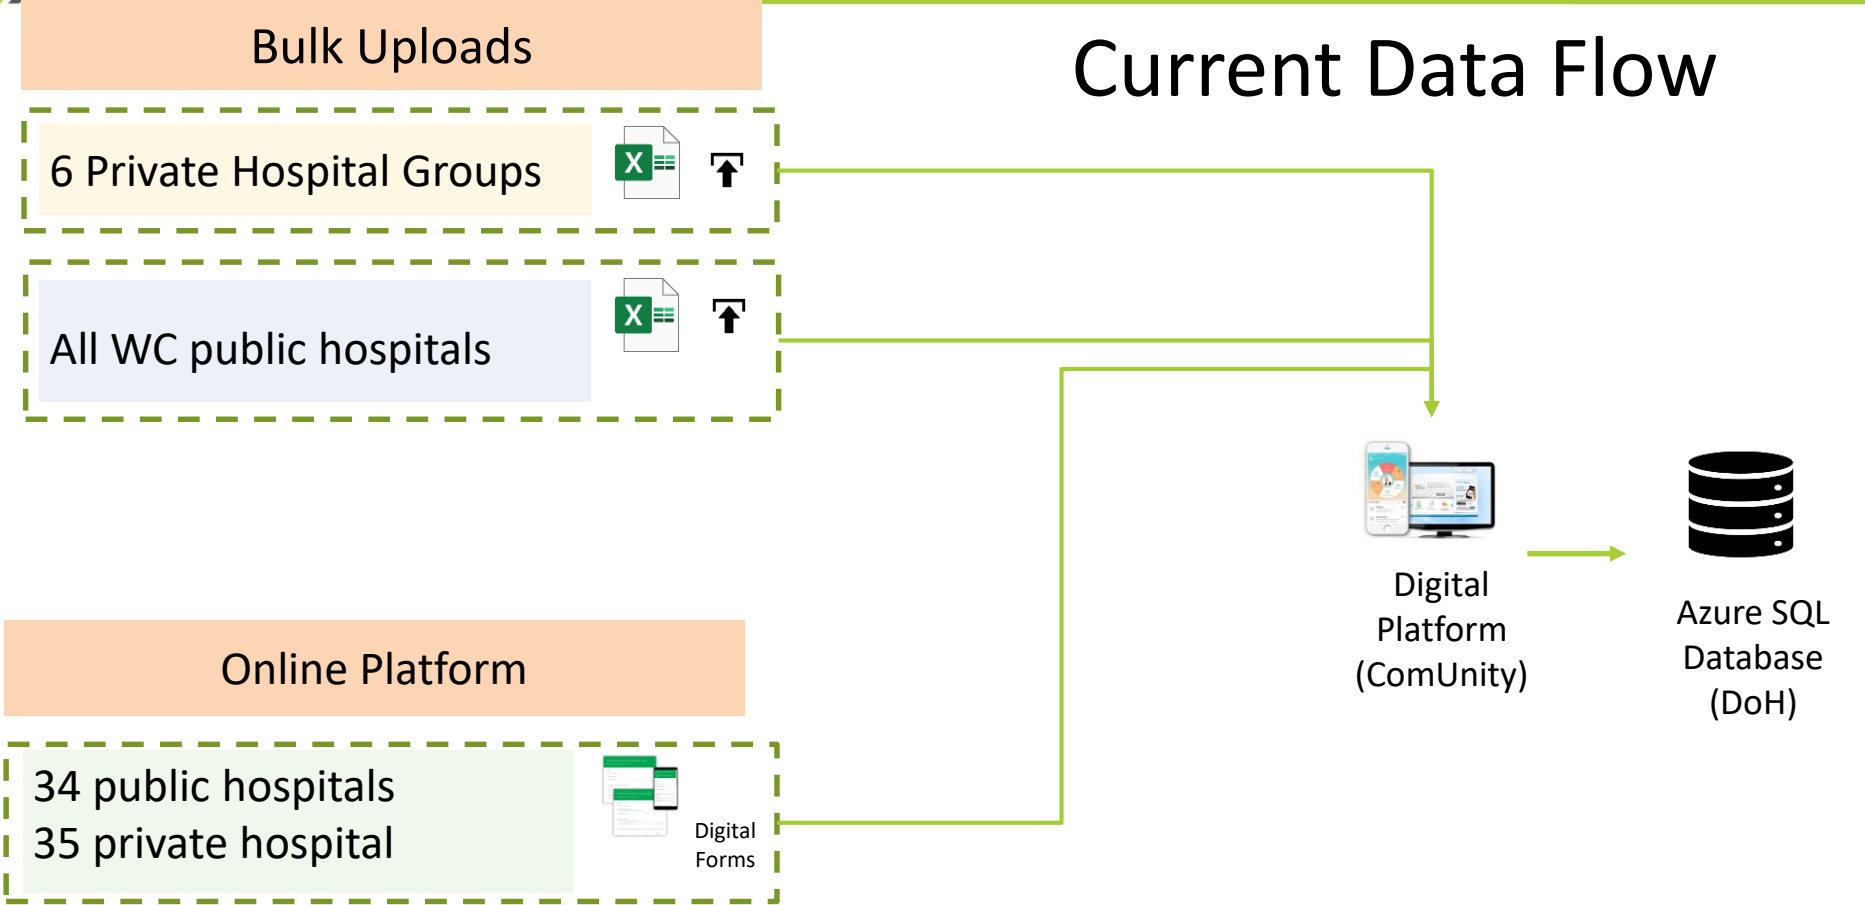 Bulk Uploads
Current Data Flow
6 Private Hospital Groups
X
All WC public hospitals
X
Digital
Platform
(ComUnity)
Azure SQL
Database
(DoH)
Online Platform
34 public hospitals
35 private hospital
Digital
Forms